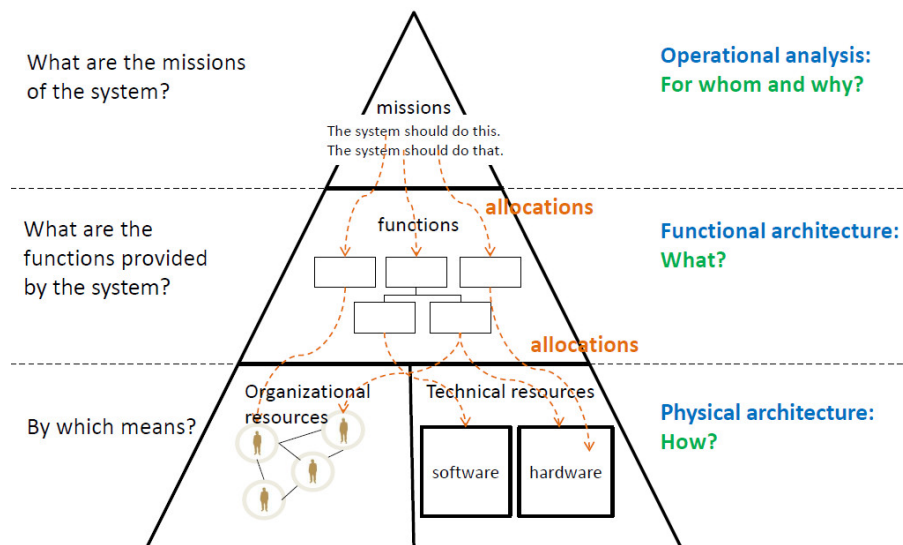 What are the missions
of the system?
missions
The system should do this.
The system should do that.
Operational analysis:
For whom and why?
What are the
functions provided
by the system?
functions
allocations
Functional architecture:
What?
allocations
By which means?
Organizational
resources
Technical resources
software
hardware
Physical architecture:
How?